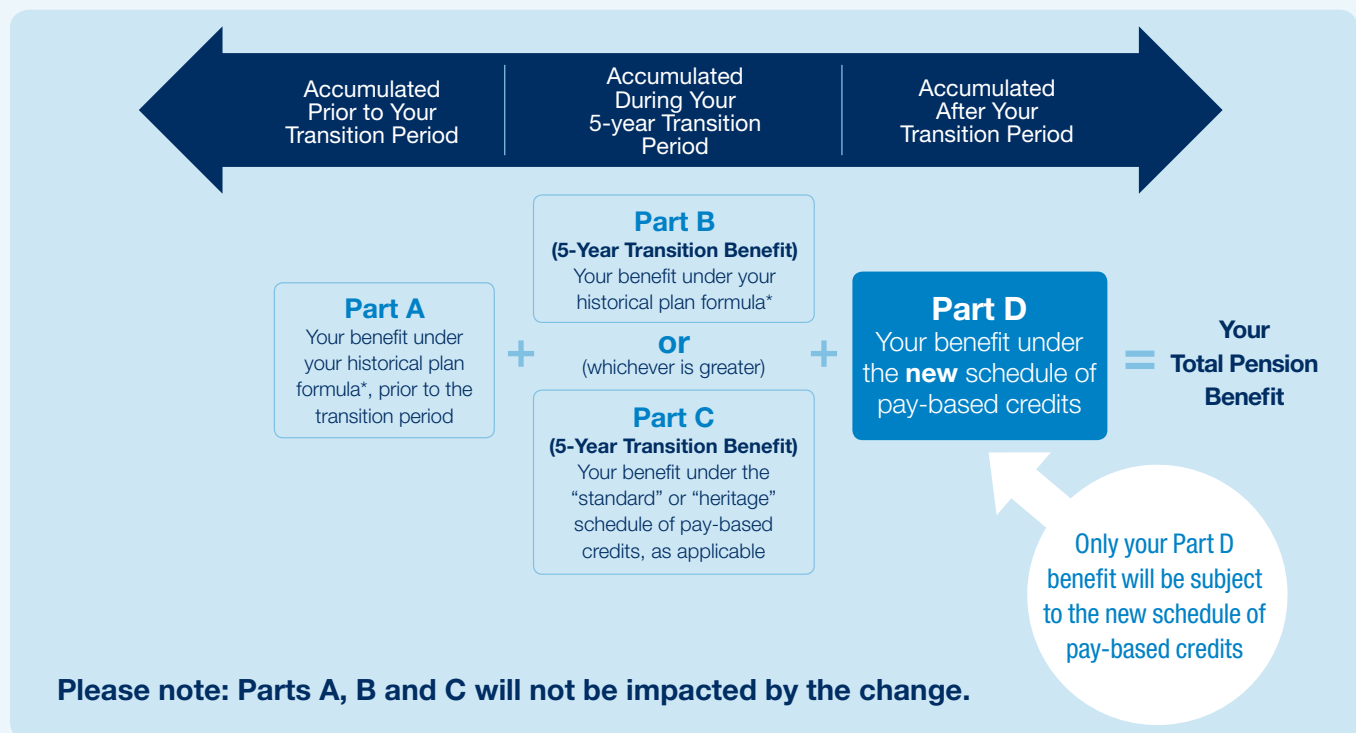 Accumulated
Prior to Your
Transition Period
Accumulated
During Your
5-year Transition
Period
Accumulated
After Your
Transition Period
Part A
Your benefit under
your historical plan
formula*, prior to the
transition period
+
Part B
(5-Year Transition Benefit)
Your benefit under your
historical plan formula*
or
(whichever is greater)
Part C
(5-Year Transition Benefit)
Your benefit under the
“standard” or “heritage”
schedule of pay-based
credits, as applicable
+
Part D
Your benefit under
the new schedule of
pay-based credits
=
Your
Total Pension
Benefit
Only your Part D
benefit will be subject
to the new schedule of
pay-based credits
Please note: Parts A, B and C will not be impacted by the change.